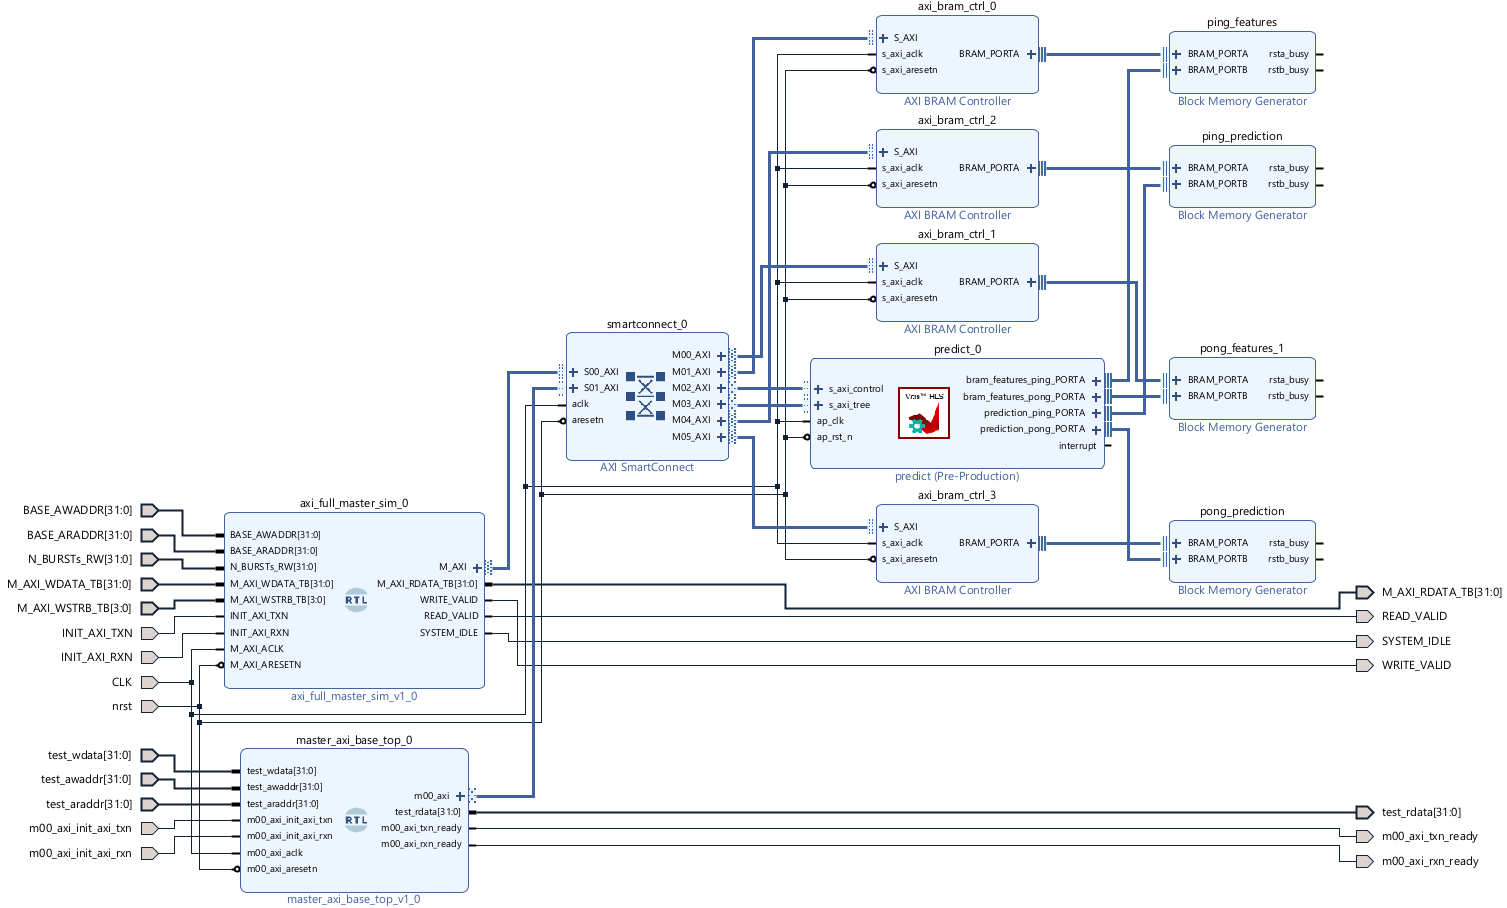 axi_bram_ctrl_0
S_AXI
s_axi_aclk
s_axi_aresetn
BRAM_PORTA
AXI BRAM Controller
ping_features
BRAM_PORTA
BRAM_PORTB
rsta_busy
rstb_busy
Block Memory Generator
axi_bram_ctrl_2
S_AXI
s_axi_aclk
s_axi_aresetn
BRAM_PORTA
AXI BRAM Controller
ping_prediction
BRAM_PORTA
BRAM_PORTB
rsta_busy
rstb_busy
Block Memory Generator
axi_bram_ctrl_1
S_AXI
s_axi_aclk
s_axi_aresetn
BRAM_PORTA
AXI BRAM Controller
smartconnect_0
S00_AXI
S01_AXI
aclk
aresetn
M00_AXI
M01_AXI
M02_AXI
M03_AXI
M04_AXI
M05_AXI
AXI SmartConnect
predict_0
s_axi_control
s_axi_tree
ap_clk
ap_rst_n
Vitis™ HLS
bram_features_ping_PORTA
bram_features_pong_PORTA
prediction_ping_PORTA
prediction_pong_PORTA
interrupt
predict (Pre-Production)
pong_features_1
BRAM_PORTA
BRAM_PORTB
rsta_busy
rstb_busy
Block Memory Generator
axi_bram_ctrl_3
S_AXI
s_axi_aclk
s_axi_aresetn
BRAM_PORTA
AXI BRAM Controller
pong_prediction
BRAM_PORTA
BRAM_PORTB
rsta_busy
rstb_busy
Block Memory Generator
BASE_AWADDR[31:0]
BASE_ARADDR[31:0]
N_BURSTs_RW[31:0]
M_AXI_WDATA_TB[31:0]
M_AXI_WSTRB_TB[3:0]
INIT_AXI_TXN
INIT_AXI_RXN
CLK
nrst
axi_full_master_sim_0
BASE_AWADDR[31:0]
BASE_ARADDR[31:0]
N_BURSTs_RW[31:0]
M_AXI_WDATA_TB[31:0]
M_AXI_WSTRB_TB[3:0]
INIT_AXI_TXN
INIT_AXI_RXN
M_AXI_ACLK
M_AXI_ARESETN
RTL
M_AXI
M_AXI_RDATA_TB[31:0]
WRITE_VALID
READ_VALID
SYSTEM_IDLE
axi_full_master_sim_v1_0
M_AXI_RDATA_TB[31:0]
READ_VALID
SYSTEM_IDLE
WRITE_VALID
test_wdata[31:0]
test_awaddr[31:0]
test_araddr[31:0]
m00_axi_init_axi_txn
m00_axi_init_axi_rxn
master_axi_base_top_0
test_wdata[31:0]
test_awaddr[31:0]
test_araddr[31:0]
m00_axi_init_axi_txn
m00_axi_init_axi_rxn
m00_axi_aclk
m00_axi_aresetn
RTL
m00_axi
test_rdata[31:0]
m00_axi_txn_ready
m00_axi_rxn_ready
master_axi_base_top_v1_0
test_rdata[31:0]
m00_axi_txn_ready
m00_axi_rxn_ready